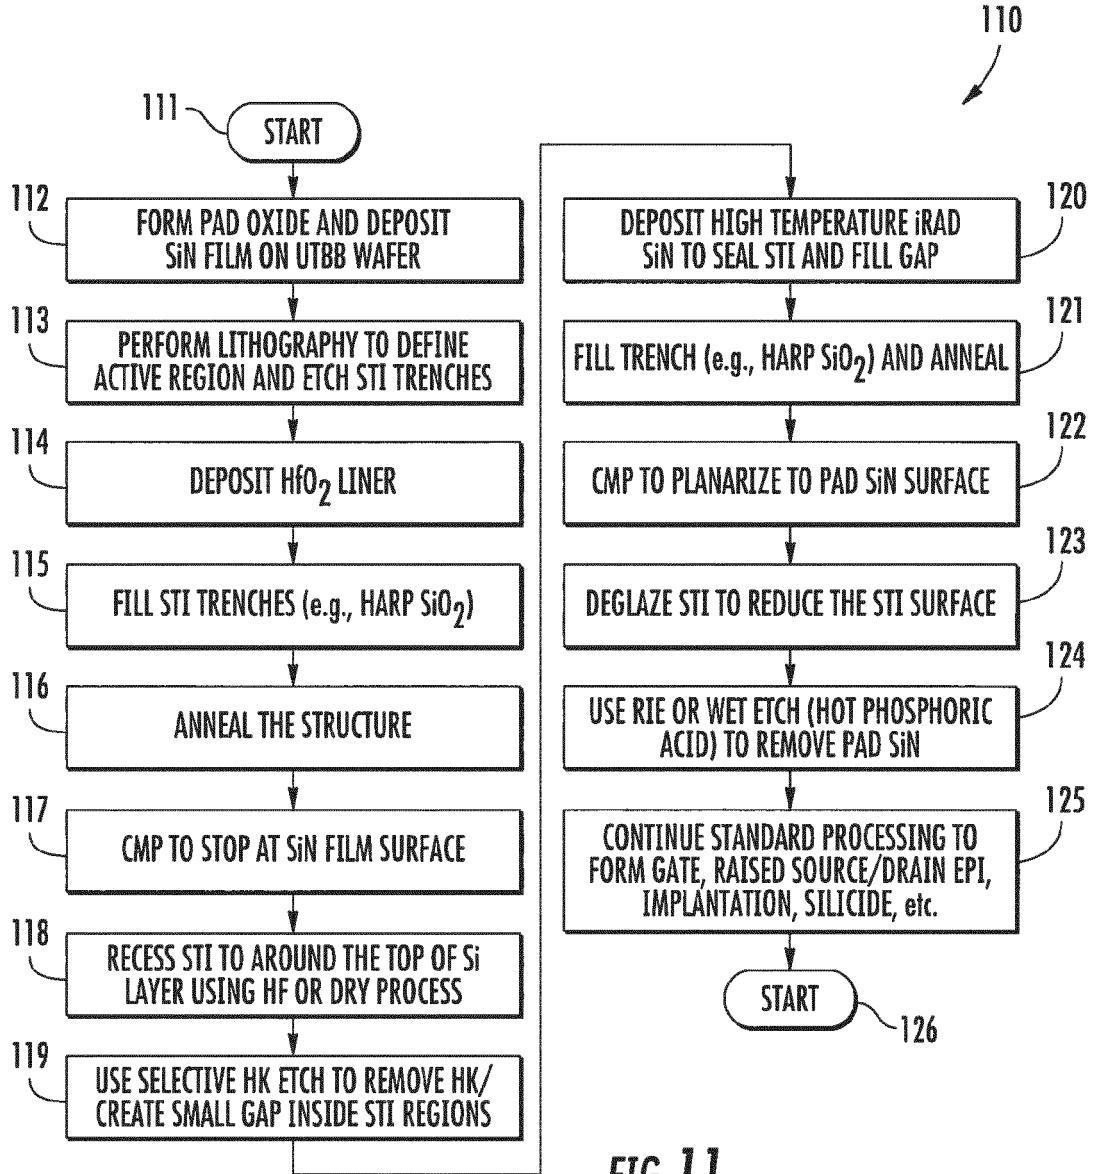 110
111
START
112
FORM PAD OXIDE AND DEPOSIT
SiN FILM ON UTBB WAFER
113
PERFORM LITHOGRAPHY TO DEFINE
ACTIVE REGION AND ETCH STI TRENCHES
114
DEPOSIT HfO2 LINER
115
FILL STI TRENCHES (e.g., HARP SiO2)
116
ANNEAL THE STRUCTURE
117
CMP TO STOP AT SiN FILM SURFACE
118
RECESS STI TO AROUND THE TOP OF Si
LAYER USING HF OR DRY PROCESS
119
USE SELECTIVE HK ETCH TO REMOVE HK/
CREATE SMALL GAP INSIDE STI REGIONS
120
DEPOSIT HIGH TEMPERATURE iRAD
SiN TO SEAL STI AND FILL GAP
121
FILL TRENCH (e.g., HARP SiO2) AND ANNEAL
122
CMP TO PLANARIZE TO PAD SiN SURFACE
123
DEGLAZE STI TO REDUCE THE STI SURFACE
124
USE RIE OR WET ETCH (HOT PHOSPHORIC
ACID) TO REMOVE PAD SiN
125
CONTINUE STANDARD PROCESSING TO
FORM GATE, RAISED SOURCE/DRAIN EPI,
IMPLANTATION, SILICIDE, etc.
START
126
FIG. 11